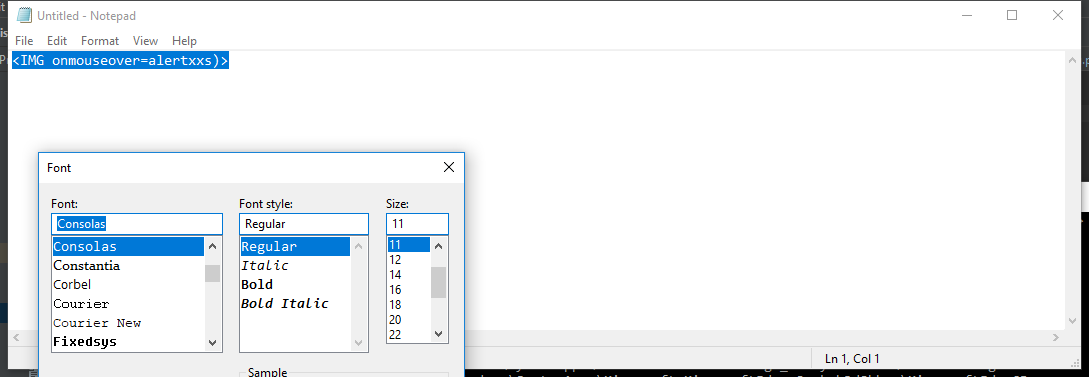 Untitled - Notepad
File Edit Format View Help
<IMG onmouseover=alertxxs)>
Font
Font: Font style: Size:
Consolas Regular 11
Consolas Regular 11
Constantia Italic 12
Corbel Bold 14
Courier Bold Italic 16
Courier New 18
Fixedsys 20
22
Sample
Ln 1, Col 1